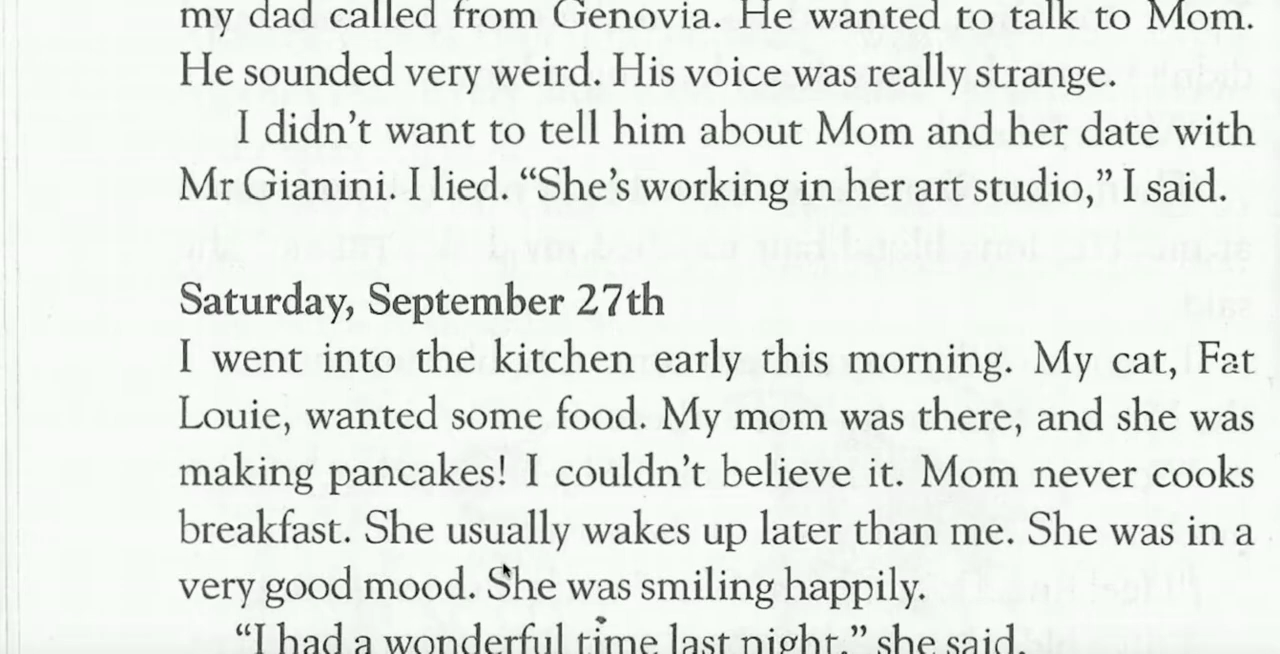 my dad called from Genovia. He wanted to talk to Mom.
He sounded very weird. His voice was really strange.
I didn’t want to tell him about Mom and her date with
Mr Gianini. I lied. “She’s working in her art studio,” I said.
Saturday, September 27th
I went into the kitchen early this morning. My cat, Fat
Louie, wanted some food. My mom was there, and she was
making pancakes! I couldn’t believe it. Mom never cooks
breakfast. She usually wakes up later than me. She was in a
very good mood. She was smiling happily.
“I had a wonderful time last night,” she said.